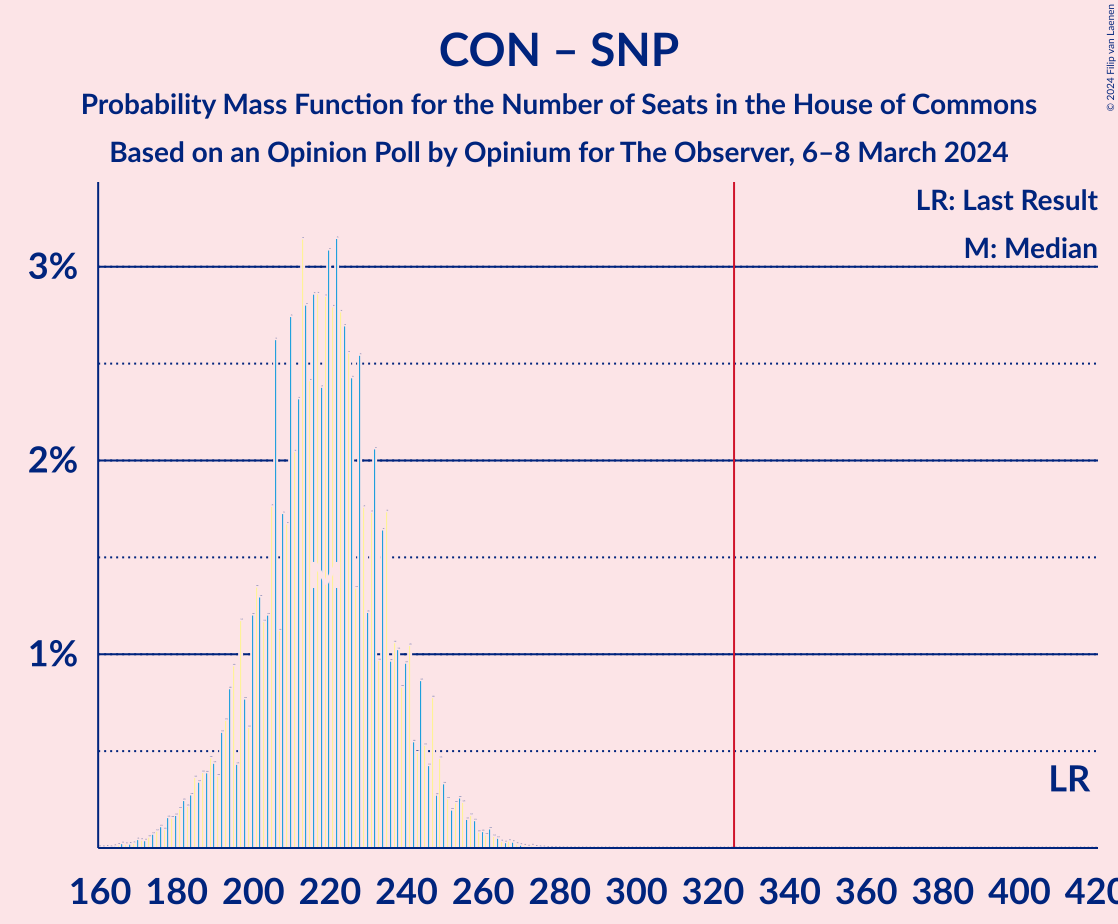 CON – SNP
Probability Mass Function for the Number of Seats in the House of Commons
Based on an Opinion Poll by Opinium for The Observer, 6–8 March 2024
© 2024 Filip van Laenen
LR: Last Result
M: Median
3%
2%
1%
LR
160 180 200 220 240 260 280 300 320 340 360 380 400 420